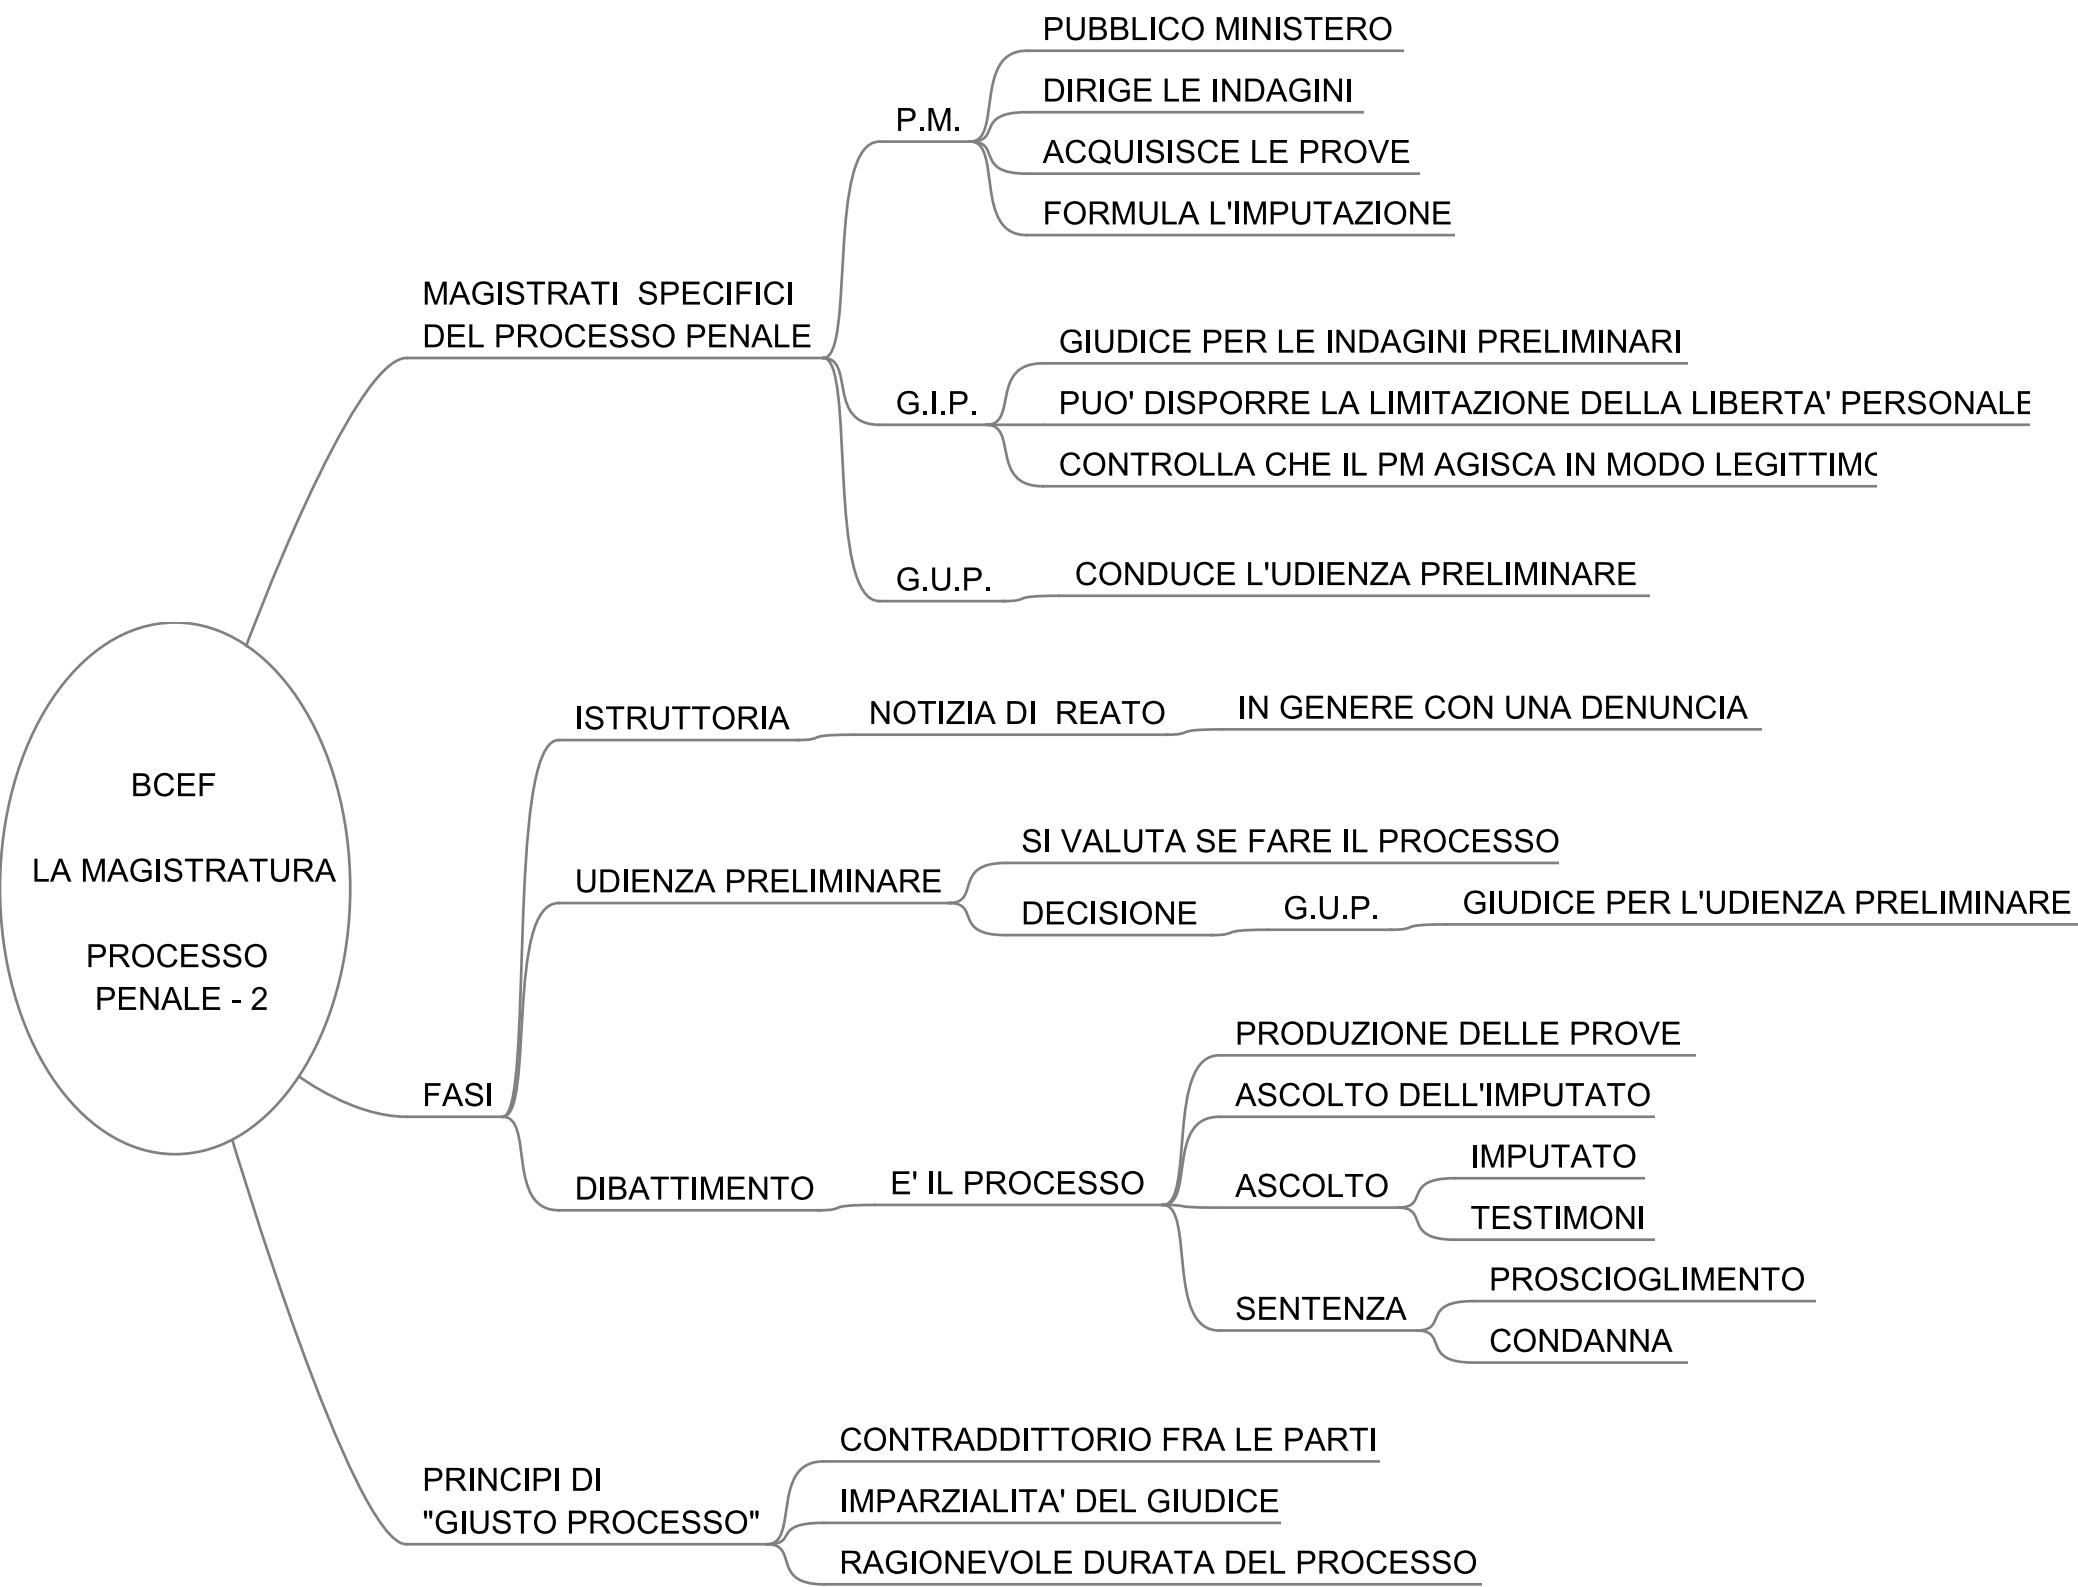 BCEF
LA MAGISTRATURA
PROCESSO
PENALE - 2
MAGISTRATI  SPECIFICI
DEL PROCESSO PENALE
P.M.
PUBBLICO MINISTERO
DIRIGE LE INDAGINI
ACQUISISCE LE PROVE
FORMULA L'IMPUTAZIONE
G.I.P.
GIUDICE PER LE INDAGINI PRELIMINARI
PUO' DISPORRE LA LIMITAZIONE DELLA LIBERTA' PERSONALE
CONTROLLA CHE IL PM AGISCA IN MODO LEGITTIMO
G.U.P.
CONDUCE L'UDIENZA PRELIMINARE
FASI
ISTRUTTORIA
NOTIZIA DI  REATO
IN GENERE CON UNA DENUNCIA
UDIENZA PRELIMINARE
SI VALUTA SE FARE IL PROCESSO
DECISIONE
G.U.P.
GIUDICE PER L'UDIENZA PRELIMINARE
DIBATTIMENTO
E' IL PROCESSO
PRODUZIONE DELLE PROVE
ASCOLTO DELL'IMPUTATO
ASCOLTO
IMPUTATO
TESTIMONI
SENTENZA
PROSCIOGLIMENTO
CONDANNA
PRINCIPI DI
"GIUSTO PROCESSO"
CONTRADDITTORIO FRA LE PARTI
IMPARZIALITA' DEL GIUDICE
RAGIONEVOLE DURATA DEL PROCESSO